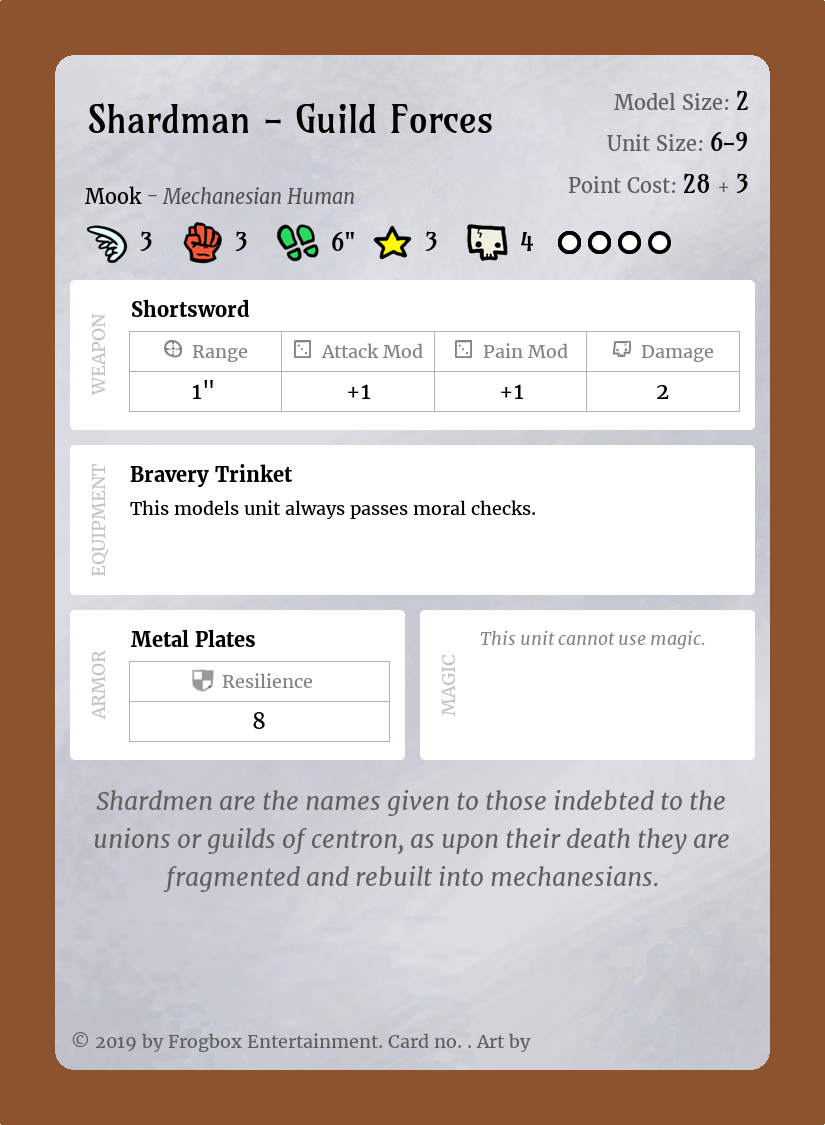 Shardman – Guild Forces
Model Size: 2
Unit Size: 6–9
Point Cost: 28 + 3
Mook – Mechanesian Human
3 3 6" 3 4
WEAPON
Shortsword
Range Attack Mod Pain Mod Damage
1" +1 +1 2
EQUIPMENT
Bravery Trinket
This models unit always passes moral checks.
ARMOR
Metal Plates
Resilience
8
MAGIC
This unit cannot use magic.
Shardmen are the names given to those indebted to the
unions or guilds of centron, as upon their death they are
fragmented and rebuilt into mechanesians.
© 2019 by Frogbox Entertainment. Card no. . Art by